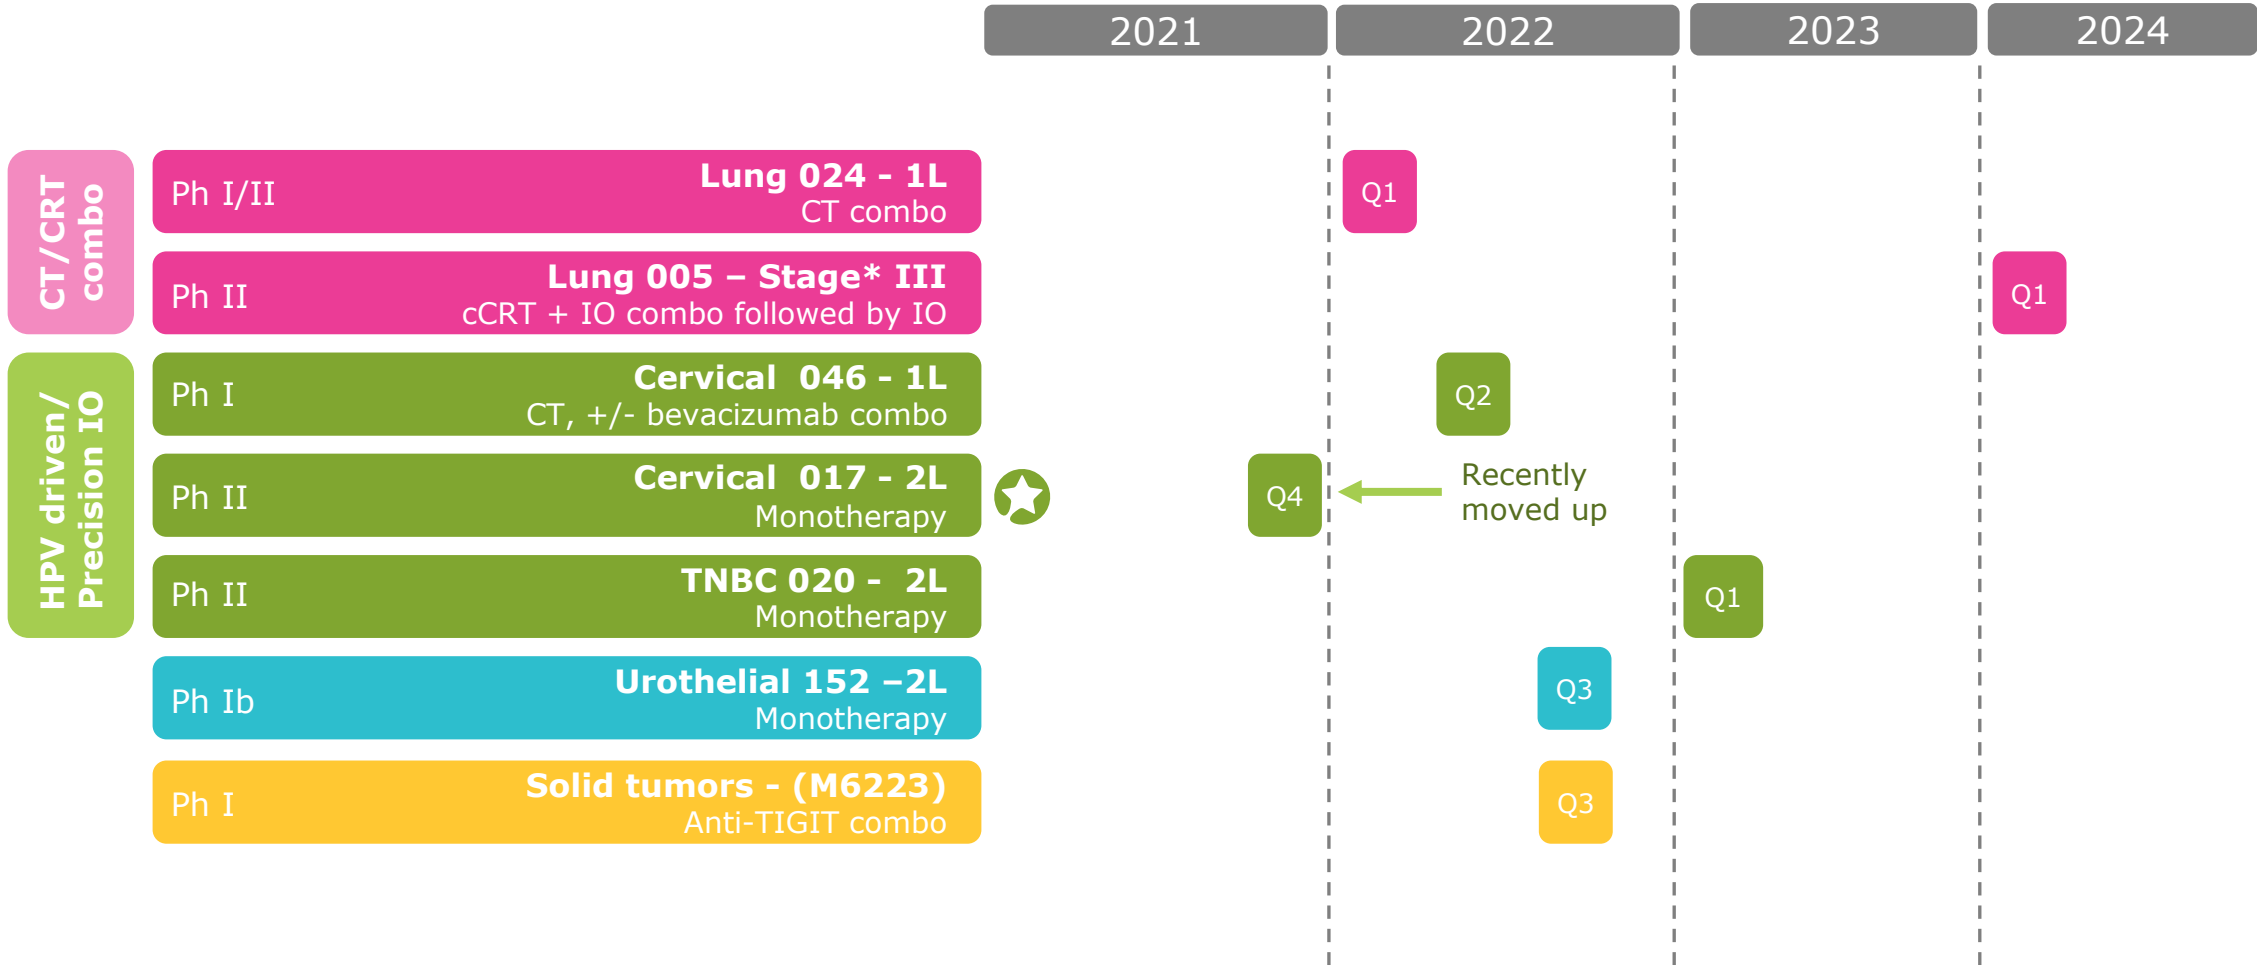 2021
2022
2023
2024
CT/CRT
combo
Ph I/II
Lung 024 - 1L
CT combo
Q1
Ph II
Lung 005 – Stage* III
cCRT + IO combo followed by IO
Q1
HPV driven/
Precision IO
Ph I
Cervical 046 - 1L
CT, +/- bevacizumab combo
Q2
Ph II
Cervical 017 - 2L
Monotherapy
Q4
Recently
moved up
Ph II
TNBC 020 - 2L
Monotherapy
Q1
Ph Ib
Urothelial 152 –2L
Monotherapy
Q3
Ph I
Solid tumors - (M6223)
Anti-TIGIT combo
Q3